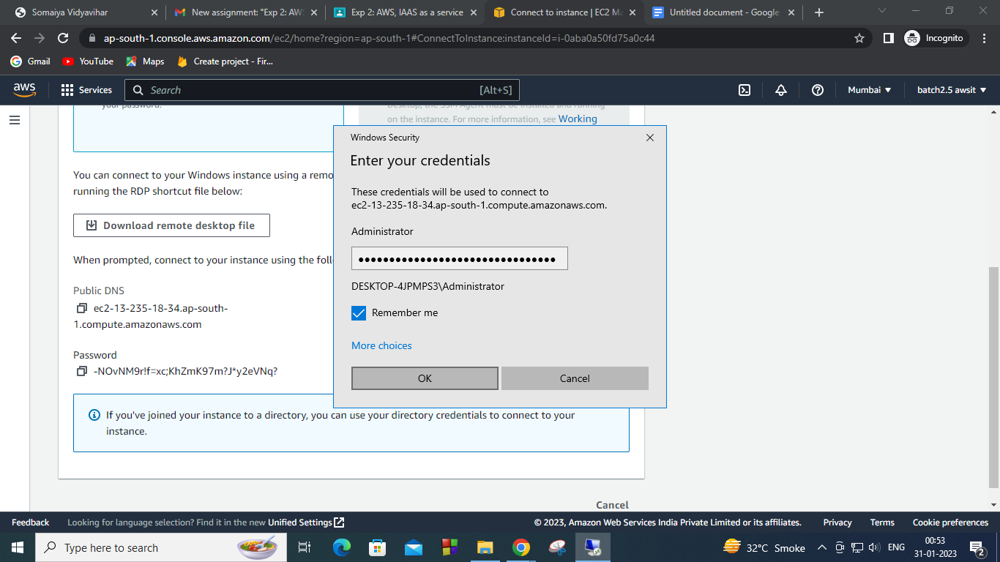 Somaiya Vidyavihar
New assignment: "Exp 2: AWS
Exp 2: AWS, IAAS as a service
Connect to instance | EC2 Ma
Untitled document - Google
ap-south-1.console.aws.amazon.com/ec2/home?region=ap-south-1#ConnectToInstance:instanceId=i-0aba0a50fd75a0c44
Incognito
Gmail
YouTube
Maps
Create project - Fir...
aws
Services
Search
[Alt+S]
Mumbai
batch2.5 awsit
your password.
Desktop, the SSM Agent must be installed and running
on the instance. For more information, see Working
You can connect to your Windows instance using a remo
running the RDP shortcut file below:
Download remote desktop file
When prompted, connect to your instance using the foll
Public DNS
ec2-13-235-18-34.ap-south-
1.compute.amazonaws.com
Password
-NOvNM9r!f=xc;KhZmK97m?J*y2eVNq?
If you've joined your instance to a directory, you can use your directory credentials to connect to your
instance.
Cancel
Windows Security
Enter your credentials
These credentials will be used to connect to
ec2-13-235-18-34.ap-south-1.compute.amazonaws.com.
Administrator
••••••••••••••••••••••••••••••••
DESKTOP-4JPMPS3\Administrator
Remember me
More choices
OK
Cancel
Feedback
Looking for language selection? Find it in the new Unified Settings
© 2023, Amazon Web Services India Private Limited or its affiliates.
Privacy
Terms
Cookie preferences
Type here to search
32°C Smoke
ENG
00:53
31-01-2023
2